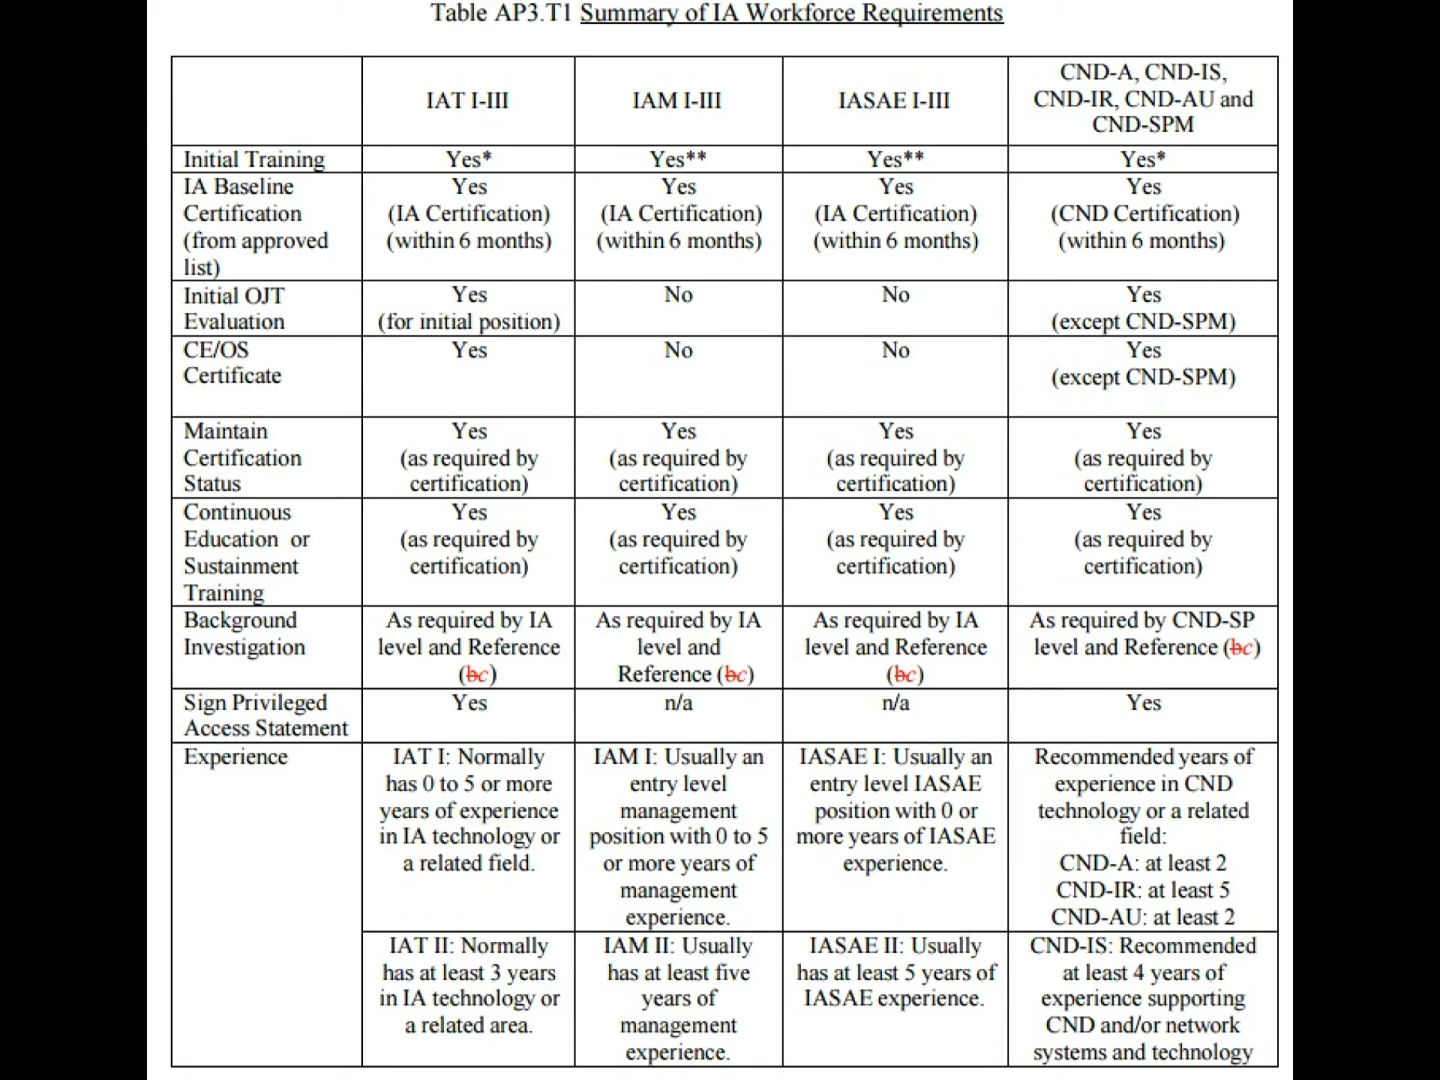 Table AP3.T1 Summary of IA Workforce Requirements
IAT I-III
IAM I-III
IASAE I-III
CND-A, CND-IS,
CND-IR, CND-AU and
CND-SPM
Initial Training
Yes*
Yes**
Yes**
Yes*
IA Baseline
Certification
(from approved
list)
Yes
(IA Certification)
(within 6 months)
Yes
(IA Certification)
(within 6 months)
Yes
(IA Certification)
(within 6 months)
Yes
(CND Certification)
(within 6 months)
Initial OJT
Evaluation
Yes
(for initial position)
No
No
Yes
(except CND-SPM)
CE/OS
Certificate
Yes
No
No
Yes
(except CND-SPM)
Maintain
Certification
Status
Yes
(as required by
certification)
Yes
(as required by
certification)
Yes
(as required by
certification)
Yes
(as required by
certification)
Continuous
Education or
Sustainment
Training
Yes
(as required by
certification)
Yes
(as required by
certification)
Yes
(as required by
certification)
Yes
(as required by
certification)
Background
Investigation
As required by IA
level and Reference
(bc)
As required by IA
level and
Reference (bc)
As required by IA
level and Reference
(bc)
As required by CND-SP
level and Reference (bc)
Sign Privileged
Access Statement
Yes
n/a
n/a
Yes
Experience
IAT I: Normally
has 0 to 5 or more
years of experience
in IA technology or
a related field.
IAM I: Usually an
entry level
management
position with 0 to 5
or more years of
management
experience.
IASAE I: Usually an
entry level IASAE
position with 0 or
more years of IASAE
experience.
Recommended years of
experience in CND
technology or a related
field:
CND-A: at least 2
CND-IR: at least 5
CND-AU: at least 2
IAT II: Normally
has at least 3 years
in IA technology or
a related area.
IAM II: Usually
has at least five
years of
management
experience.
IASAE II: Usually
has at least 5 years of
IASAE experience.
CND-IS: Recommended
at least 4 years of
experience supporting
CND and/or network
systems and technology